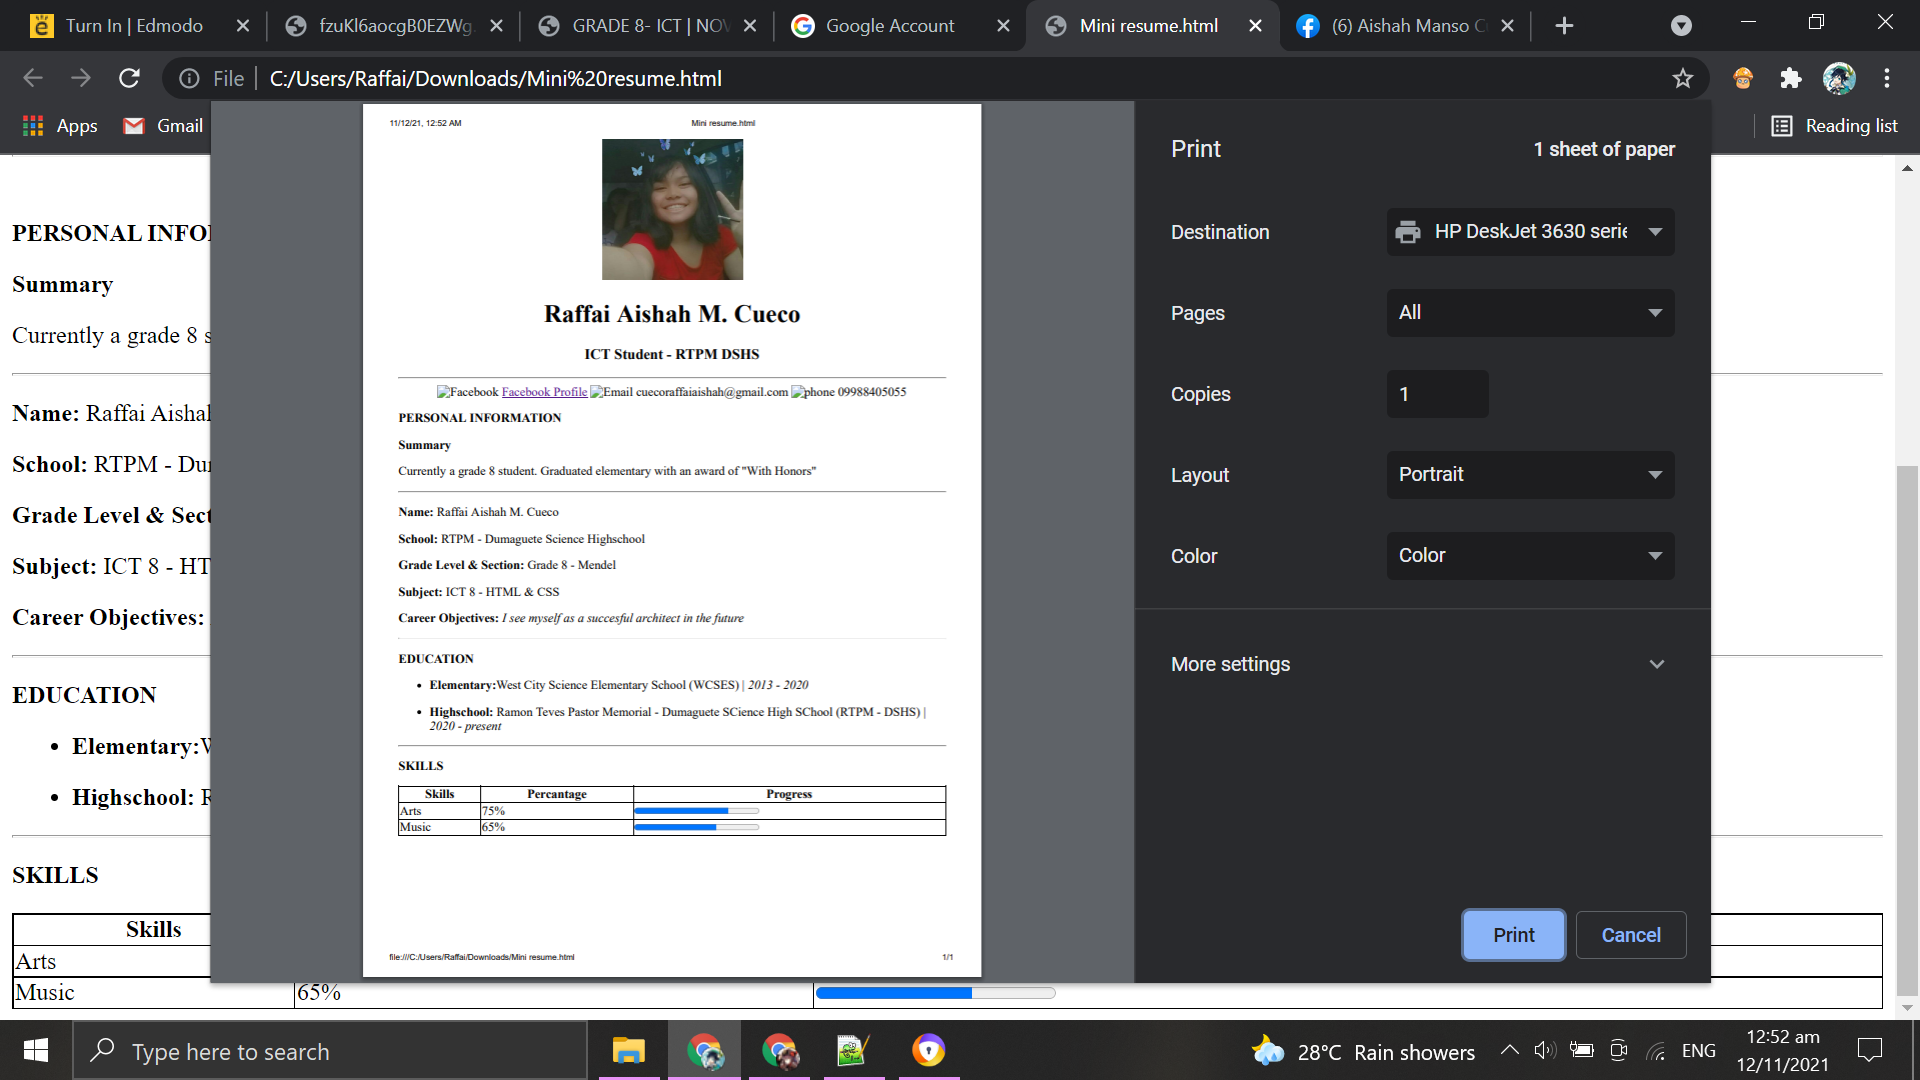 Turn In | Edmodo
fzuKl6aocgB0EZWg
GRADE 8- ICT | NOV
Google Account
Mini resume.html
(6) Aishah Manso C
File
C:/Users/Raffai/Downloads/Mini%20resume.html
Apps
Gmail
Reading list
PERSONAL INFO
Summary
Currently a grade 8 s
Name: Raffai Aishal
School: RTPM - Du
Grade Level & Sect
Subject: ICT 8 - HT
Career Objectives:
EDUCATION
• Elementary:W
• Highschool: R
SKILLS
Skills
Arts
Music
65%
11/12/21, 12:52 AM
Mini resume.html
Raffai Aishah M. Cueco
ICT Student - RTPM DSHS
Facebook Facebook Profile Email cuecoraffaiaishah@gmail.com phone 09988405055
PERSONAL INFORMATION
Summary
Currently a grade 8 student. Graduated elementary with an award of "With Honors"
Name: Raffai Aishah M. Cueco
School: RTPM - Dumaguete Science Highschool
Grade Level & Section: Grade 8 - Mendel
Subject: ICT 8 - HTML & CSS
Career Objectives: I see myself as a succesful architect in the future
EDUCATION
• Elementary:West City Science Elementary School (WCSES) | 2013 - 2020
• Highschool: Ramon Teves Pastor Memorial - Dumaguete SCience High SChool (RTPM - DSHS) |
2020 - present
SKILLS
Skills Percantage Progress
Arts 75%
Music 65%
file:///C:/Users/Raffai/Downloads/Mini resume.html
1/1
Print
1 sheet of paper
Destination
HP DeskJet 3630 serie
Pages
All
Copies
1
Layout
Portrait
Color
Color
More settings
Print
Cancel
Type here to search
28°C Rain showers
ENG
12:52 am
12/11/2021